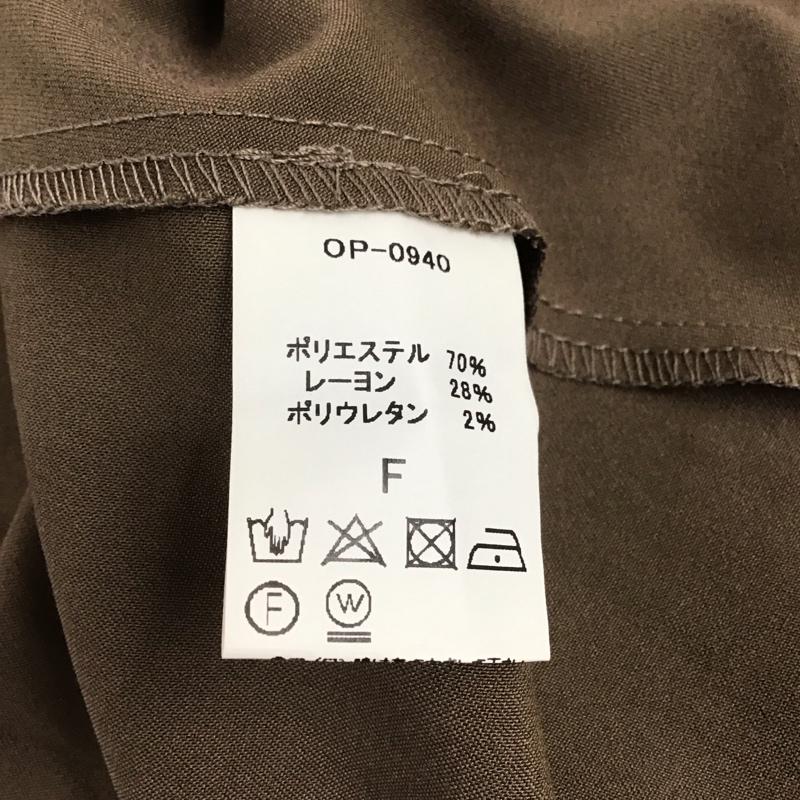 OP-0940
ポリエステル 70%
レーヨン 28%
ポリウレタン 2%
F
F W